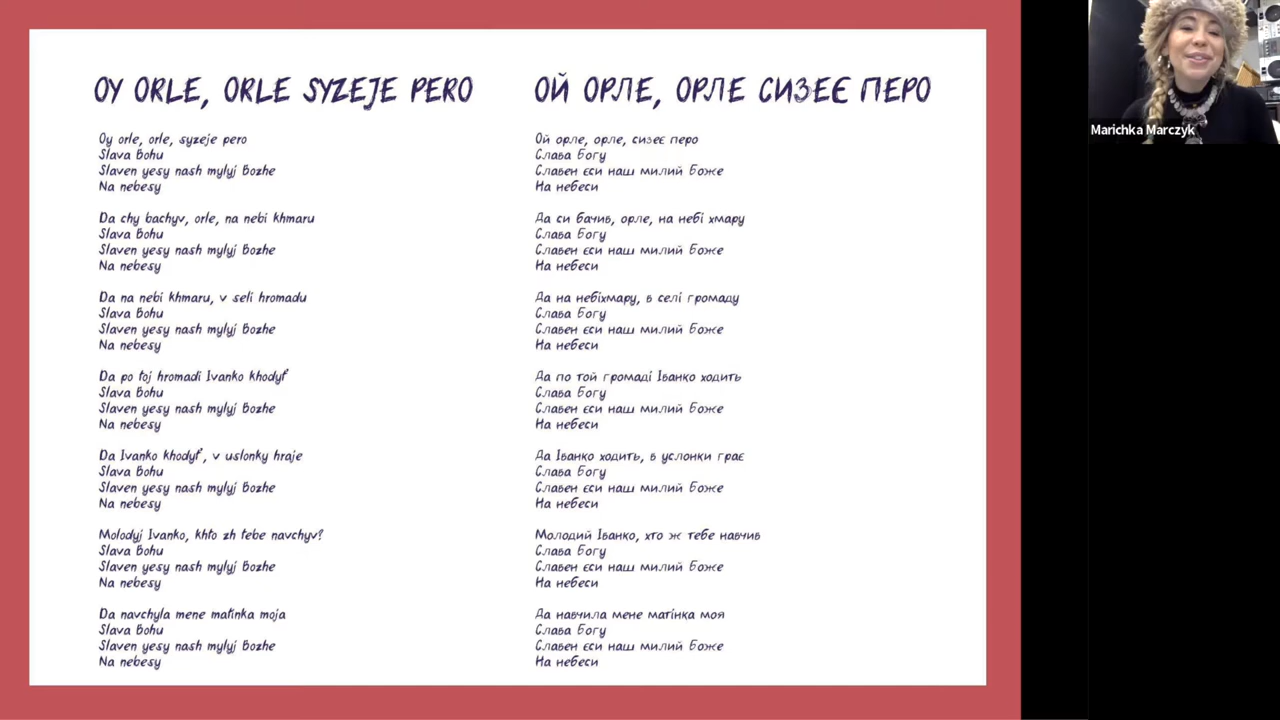 OY ORLE, ORLE SYZEJE PERO
Oy orle, orle, syzeje pero
Slava Bohu
Slaven yesy nash mylyj Bozhe
Na nebesy
Da chy bachyv, orle, na nebi khmaru
Slava Bohu
Slaven yesy nash mylyj Bozhe
Na nebesy
Da na nebi khmaru, v seli hromadu
Slava Bohu
Slaven yesy nash mylyj Bozhe
Na nebesy
Da po toj hromadi Ivanko khodyt'
Slava Bohu
Slaven yesy nash mylyj Bozhe
Na nebesy
Da Ivanko khodyt', v uslonky hraje
Slava Bohu
Slaven yesy nash mylyj Bozhe
Na nebesy
Molodyj Ivanko, khto zh tebe navchyv?
Slava Bohu
Slaven yesy nash mylyj Bozhe
Na nebesy
Da navchyla mene matinka moja
Slava Bohu
Slaven yesy nash mylyj Bozhe
Na nebesy
ОЙ ОРЛЕ, ОРЛЕ СИЗЕЄ ПЕРО
Ой орле, орле, сизеє перо
Слава Богу
Славен єси наш милий Боже
На небеси
Да си бачив, орле, на небі хмару
Слава Богу
Славен єси наш милий Боже
На небеси
Да на небіхмару, в селі громаду
Слава Богу
Славен єси наш милий Боже
На небеси
Да по той громаді Іванко ходить
Слава Богу
Славен єси наш милий Боже
На небеси
Да Іванко ходить, в услонки грає
Слава Богу
Славен єси наш милий Боже
На небеси
Молодий Іванко, хто ж тебе навчив
Слава Богу
Славен єси наш милий Боже
На небеси
Да навчила мене матінка моя
Слава Богу
Славен єси наш милий Боже
На небеси
Marichka Marczyk